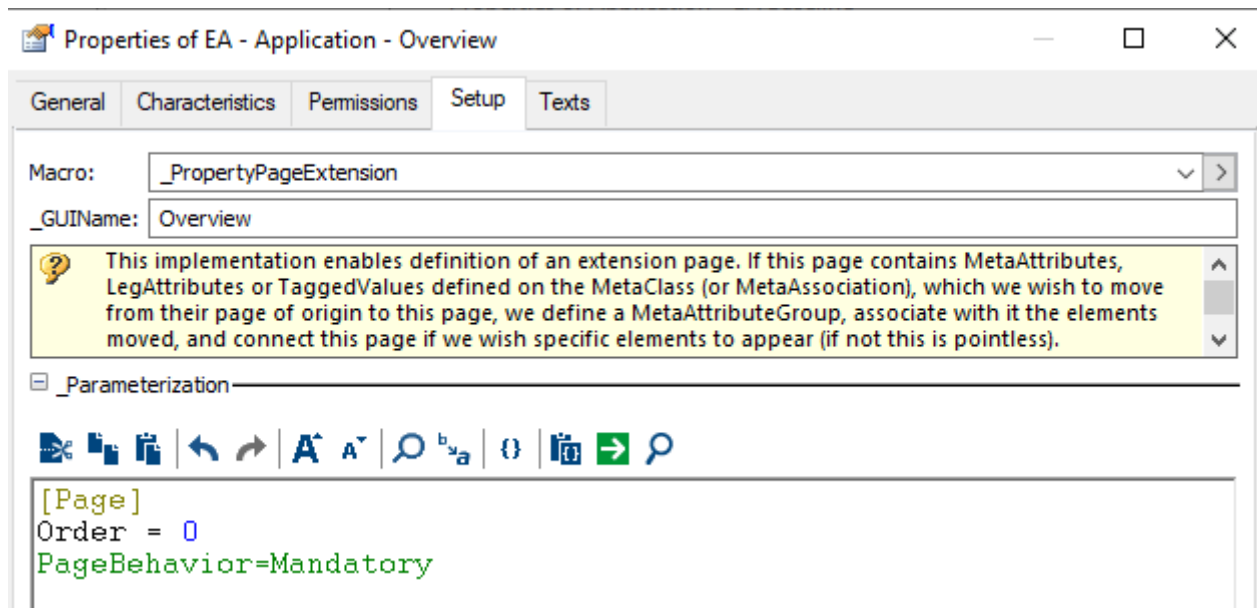 Properties of EA - Application - Overview
General Characteristics Permissions Setup Texts
Macro: _PropertyPageExtension
_GUIName: Overview
This implementation enables definition of an extension page. If this page contains MetaAttributes,
LegAttributes or TaggedValues defined on the MetaClass (or MetaAssociation), which we wish to move
from their page of origin to this page, we define a MetaAttributeGroup, associate with it the elements
moved, and connect this page if we wish specific elements to appear (if not this is pointless).
_Parameterization
[Page]
Order = 0
PageBehavior=Mandatory